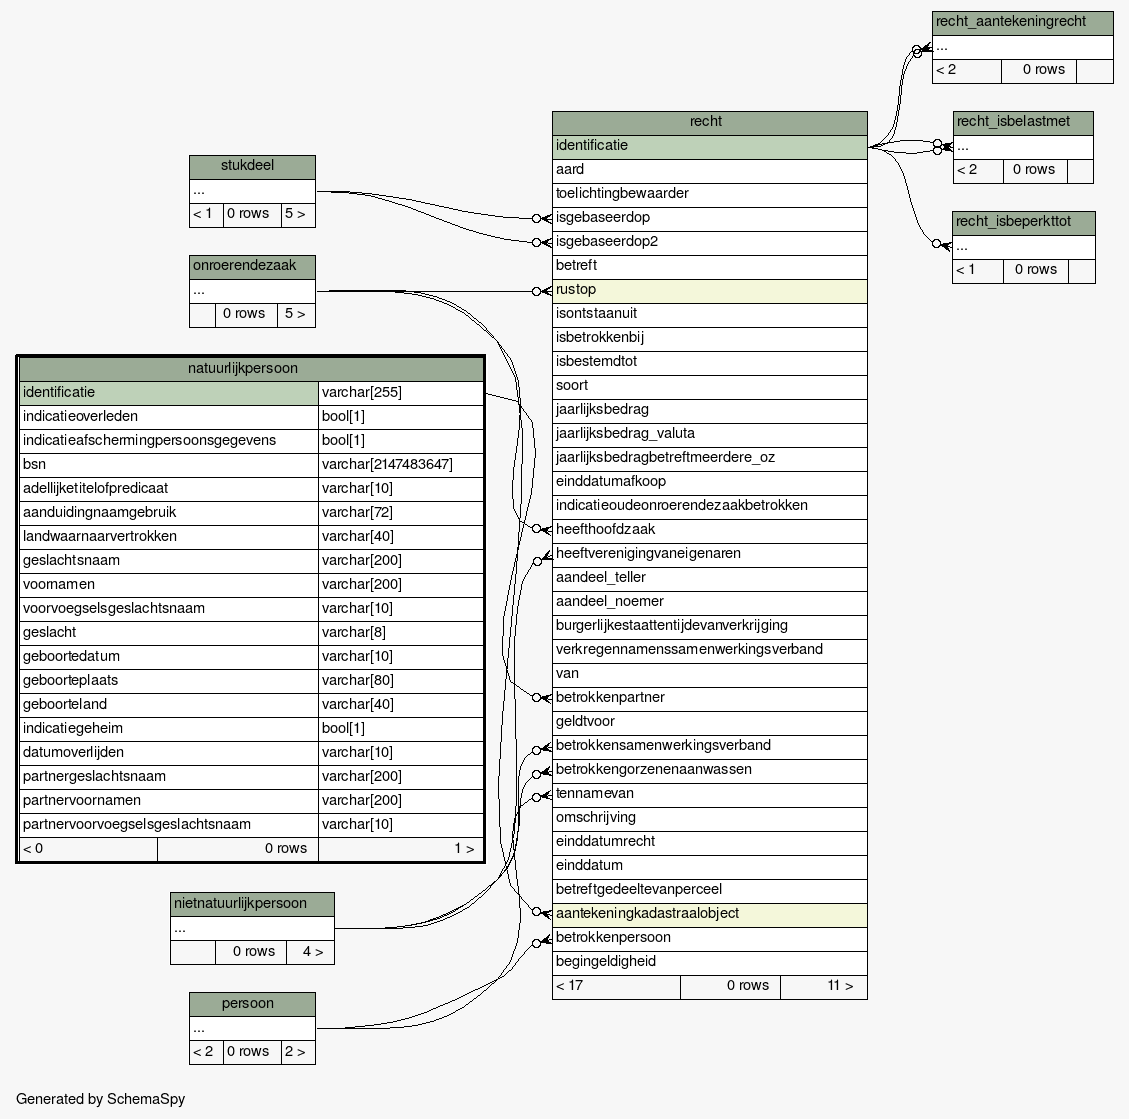 recht_aantekeningrecht
...
< 2 0 rows
recht_isbelastmet
...
< 2 0 rows
recht_isbeperkttot
...
< 1 0 rows
recht
identificatie
aard
toelichtingbewaarder
isgebaseerdop
isgebaseerdop2
betreft
rustop
isontstaanuit
isbetrokkenbij
isbestemdtot
soort
jaarlijksbedrag
jaarlijksbedrag_valuta
jaarlijksbedragbetreftmeerdere_oz
einddatumafkoop
indicatieoudeonroerendezaakbetrokken
heefthoofdzaak
heeftverenigingvaneigenaren
aandeel_teller
aandeel_noemer
burgerlijkestaattentijdevanverkrijging
verkregennamenssamenwerkingsverband
van
betrokkenpartner
geldtvoor
betrokkensamenwerkingsverband
betrokkengorzenenaanwassen
tennamevan
omschrijving
einddatumrecht
einddatum
betreftgedeeltevanperceel
aantekeningkadastraalobject
betrokkenpersoon
begingeldigheid
< 17 0 rows 11 >
stukdeel
...
< 1 0 rows 5 >
onroerendezaak
...
0 rows 5 >
natuurlijkpersoon
identificatie varchar[255]
indicatieoverleden bool[1]
indicatieafschermingpersoonsgegevens bool[1]
bsn varchar[2147483647]
adellijketitelofpredicaat varchar[10]
aanduidingnaamgebruik varchar[72]
landwaarnaarvertrokken varchar[40]
geslachtsnaam varchar[200]
voornamen varchar[200]
voorvoegselsgeslachtsnaam varchar[10]
geslacht varchar[8]
geboortedatum varchar[10]
geboorteplaats varchar[80]
geboorteland varchar[40]
indicatiegeheim bool[1]
datumoverlijden varchar[10]
partnergeslachtsnaam varchar[200]
partnervoornamen varchar[200]
partnervoorvoegselsgeslachtsnaam varchar[10]
< 0 0 rows 1 >
nietnatuurlijkpersoon
...
0 rows 4 >
persoon
...
< 2 0 rows 2 >
Generated by SchemaSpy